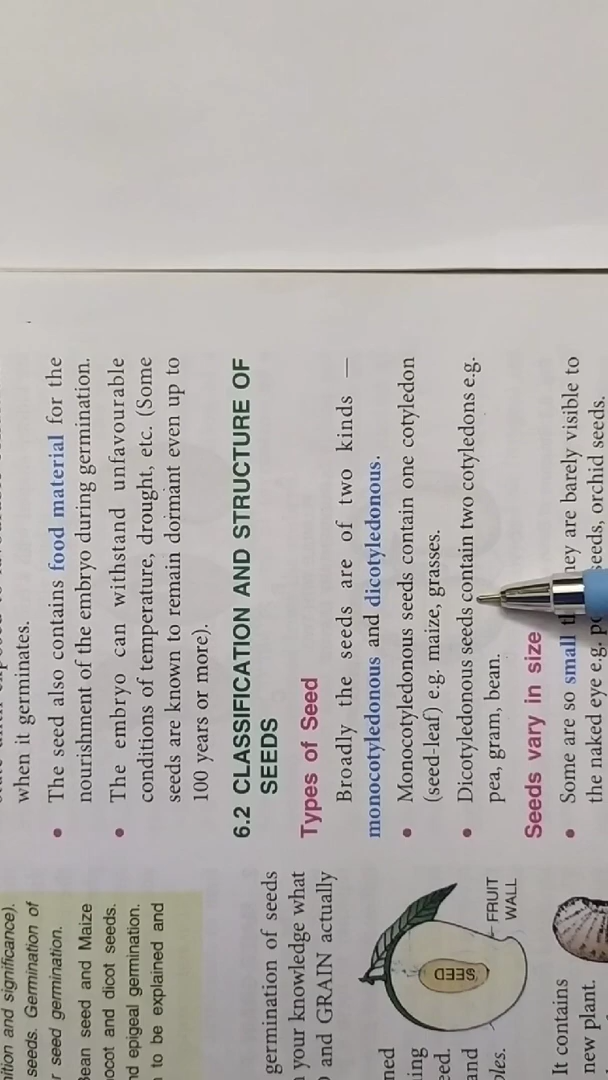 ition and significance).
seeds. Germination of
r seed germination.
Bean seed and Maize
ocot and dicot seeds.
nd epigeal germination.
to be explained and
germination of seeds
your knowledge what
and GRAIN actually
SEED
FRUIT
WALL
ned
ing
eed.
and
ples.
It contains
new plant.
when it germinates.
• The seed also contains food material for the
nourishment of the embryo during germination.
• The embryo can withstand unfavourable
conditions of temperature, drought, etc. (Some
seeds are known to remain dormant even up to
100 years or more).
6.2 CLASSIFICATION AND STRUCTURE OF
SEEDS
Types of Seed
Broadly the seeds are of two kinds —
monocotyledonous and dicotyledonous.
• Monocotyledonous seeds contain one cotyledon
(seed-leaf) e.g. maize, grasses.
• Dicotyledonous seeds contain two cotyledons e.g.
pea, gram, bean.
Seeds vary in size
• Some are so small they are barely visible to
the naked eye e.g. seeds, orchid seeds.